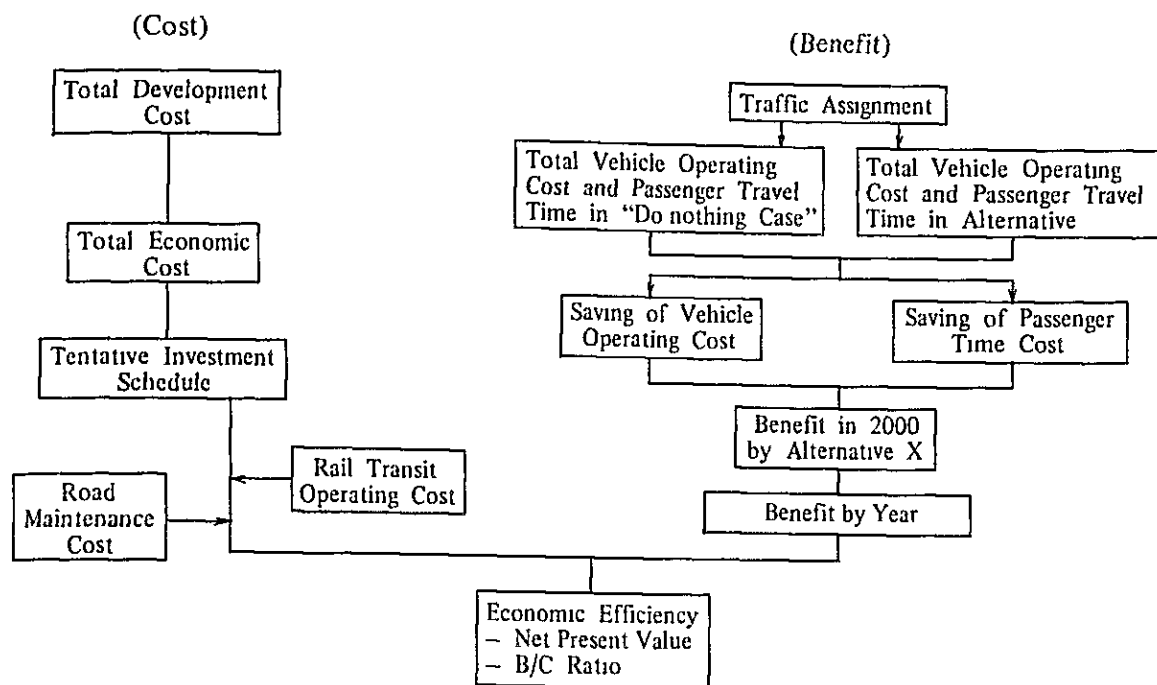 (Cost)
Total Development
Cost
Total Economic
Cost
Tentative Investment
Schedule
Road
Maintenance
Cost
Rail Transit
Operating Cost
(Benefit)
Traffic Assignment
Total Vehicle Operating
Cost and Passenger Travel
Time in “Do nothing Case”
Total Vehicle Operating
Cost and Passenger Travel
Time in Alternative
Saving of Vehicle
Operating Cost
Saving of Passenger
Time Cost
Benefit in 2000
by Alternative X
Benefit by Year
Economic Efficiency
– Net Present Value
– B/C Ratio